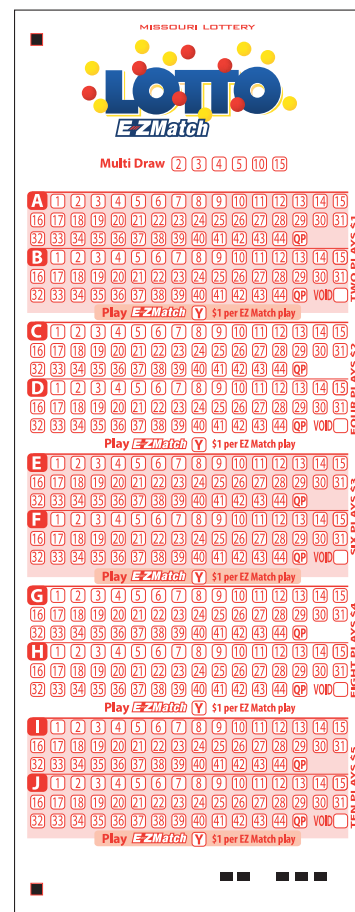 MISSOURI LOTTERY
LOTTO
E-ZMatch
Multi Draw 2 3 4 5 10 15
A 1 2 3 4 5 6 7 8 9 10 11 12 13 14 15
16 17 18 19 20 21 22 23 24 25 26 27 28 29 30 31
32 33 34 35 36 37 38 39 40 41 42 43 44 QP
B 1 2 3 4 5 6 7 8 9 10 11 12 13 14 15
16 17 18 19 20 21 22 23 24 25 26 27 28 29 30 31
32 33 34 35 36 37 38 39 40 41 42 43 44 QP VOID
Play E-ZMatch Y $1 per EZ Match play
TWO PLAYS $1
C 1 2 3 4 5 6 7 8 9 10 11 12 13 14 15
16 17 18 19 20 21 22 23 24 25 26 27 28 29 30 31
32 33 34 35 36 37 38 39 40 41 42 43 44 QP
D 1 2 3 4 5 6 7 8 9 10 11 12 13 14 15
16 17 18 19 20 21 22 23 24 25 26 27 28 29 30 31
32 33 34 35 36 37 38 39 40 41 42 43 44 QP VOID
Play E-ZMatch Y $1 per EZ Match play
FOUR PLAYS $2
E 1 2 3 4 5 6 7 8 9 10 11 12 13 14 15
16 17 18 19 20 21 22 23 24 25 26 27 28 29 30 31
32 33 34 35 36 37 38 39 40 41 42 43 44 QP
F 1 2 3 4 5 6 7 8 9 10 11 12 13 14 15
16 17 18 19 20 21 22 23 24 25 26 27 28 29 30 31
32 33 34 35 36 37 38 39 40 41 42 43 44 QP VOID
Play E-ZMatch Y $1 per EZ Match play
SIX PLAYS $3
G 1 2 3 4 5 6 7 8 9 10 11 12 13 14 15
16 17 18 19 20 21 22 23 24 25 26 27 28 29 30 31
32 33 34 35 36 37 38 39 40 41 42 43 44 QP
H 1 2 3 4 5 6 7 8 9 10 11 12 13 14 15
16 17 18 19 20 21 22 23 24 25 26 27 28 29 30 31
32 33 34 35 36 37 38 39 40 41 42 43 44 QP VOID
Play E-ZMatch Y $1 per EZ Match play
EIGHT PLAYS $4
I 1 2 3 4 5 6 7 8 9 10 11 12 13 14 15
16 17 18 19 20 21 22 23 24 25 26 27 28 29 30 31
32 33 34 35 36 37 38 39 40 41 42 43 44 QP
J 1 2 3 4 5 6 7 8 9 10 11 12 13 14 15
16 17 18 19 20 21 22 23 24 25 26 27 28 29 30 31
32 33 34 35 36 37 38 39 40 41 42 43 44 QP VOID
Play E-ZMatch Y $1 per EZ Match play
TEN PLAYS $5